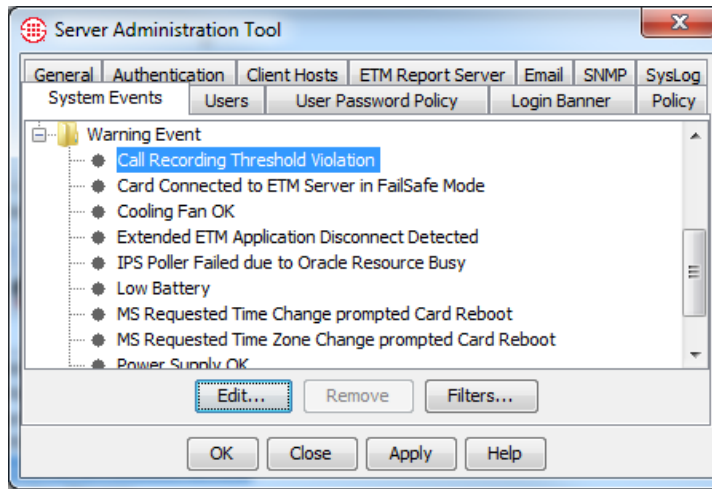 Server Administration Tool
General Authentication Client Hosts ETM Report Server Email SNMP SysLog
System Events Users User Password Policy Login Banner Policy
Warning Event
Call Recording Threshold Violation
Card Connected to ETM Server in FailSafe Mode
Cooling Fan OK
Extended ETM Application Disconnect Detected
IPS Poller Failed due to Oracle Resource Busy
Low Battery
MS Requested Time Change prompted Card Reboot
MS Requested Time Zone Change prompted Card Reboot
Power Supply OK
Edit... Remove Filters...
OK Close Apply Help